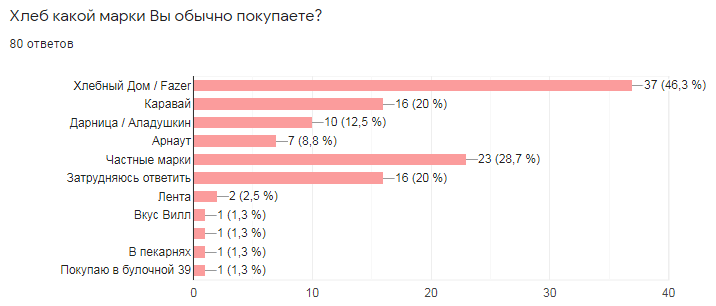 Хлеб какой марки Вы обычно покупаете?
80 ответов
Хлебный Дом / Fazer 37 (46,3 %)
Каравай 16 (20 %)
Дарница / Аладушкин 10 (12,5 %)
Арнаут 7 (8,8 %)
Частные марки 23 (28,7 %)
Затрудняюсь ответить 16 (20 %)
Лента 2 (2,5 %)
Вкус Вилл 1 (1,3 %)
1 (1,3 %)
В пекарнях 1 (1,3 %)
Покупаю в булочной 39 1 (1,3 %)
0 10 20 30 40